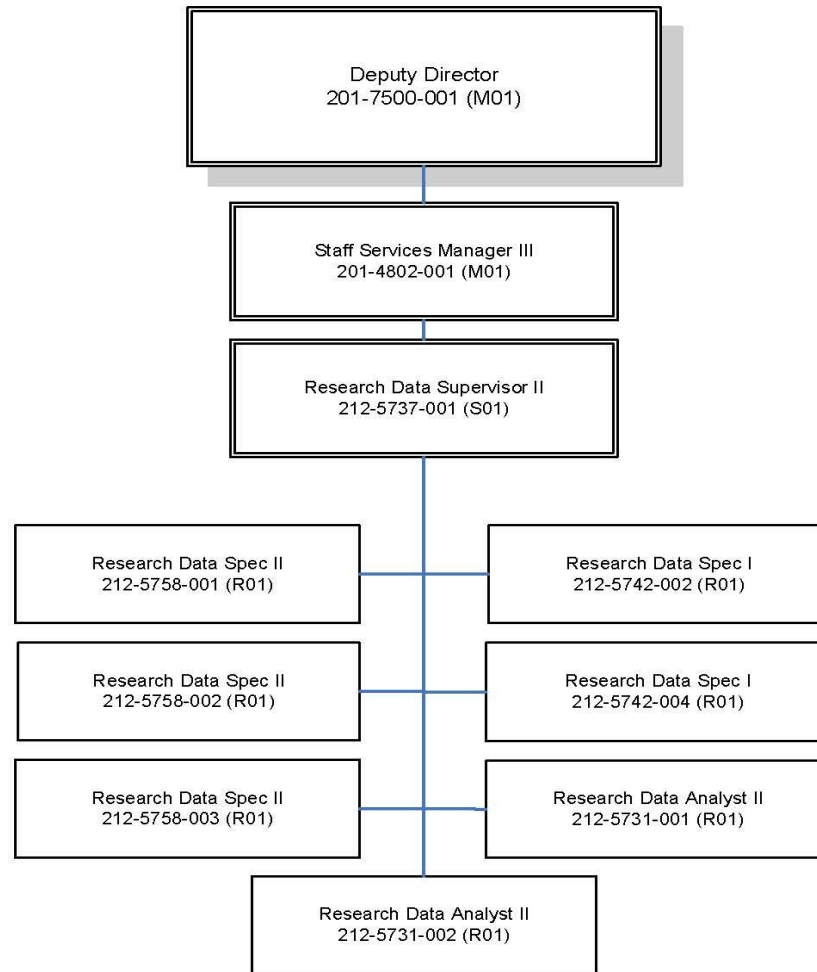 Deputy Director
201-7500-001 (M01)
Staff Services Manager III
201-4802-001 (M01)
Research Data Supervisor II
212-5737-001 (S01)
Research Data Spec II
212-5758-001 (R01)
Research Data Spec I
212-5742-002 (R01)
Research Data Spec II
212-5758-002 (R01)
Research Data Spec I
212-5742-004 (R01)
Research Data Spec II
212-5758-003 (R01)
Research Data Analyst II
212-5731-001 (R01)
Research Data Analyst II
212-5731-002 (R01)